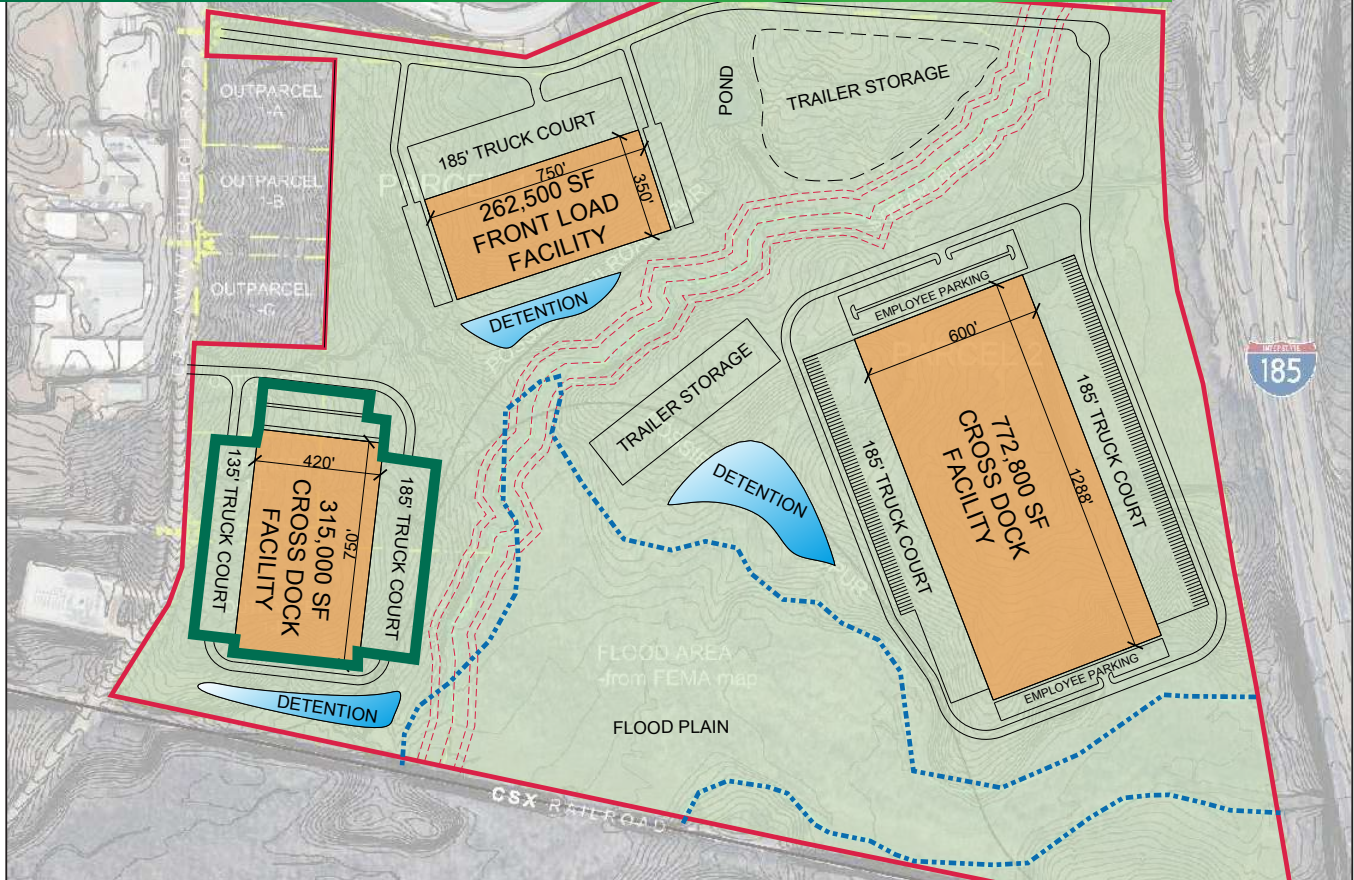 OUTPARCEL
-A
OUTPARCEL
-B
OUTPARCEL
-C
185' TRUCK COURT
750'
350'
262,500 SF
FRONT LOAD
FACILITY
DETENTION
POND
TRAILER STORAGE
EMPLOYEE PARKING
600'
1288'
772,800 SF
CROSS DOCK
FACILITY
185' TRUCK COURT
185' TRUCK COURT
EMPLOYEE PARKING
TRAILER STORAGE
DETENTION
INTERSTATE
185
135' TRUCK COURT
420'
750'
315,000 SF
CROSS DOCK
FACILITY
185' TRUCK COURT
DETENTION
FLOOD AREA
-from FEMA map
FLOOD PLAIN
CSX RAILROAD